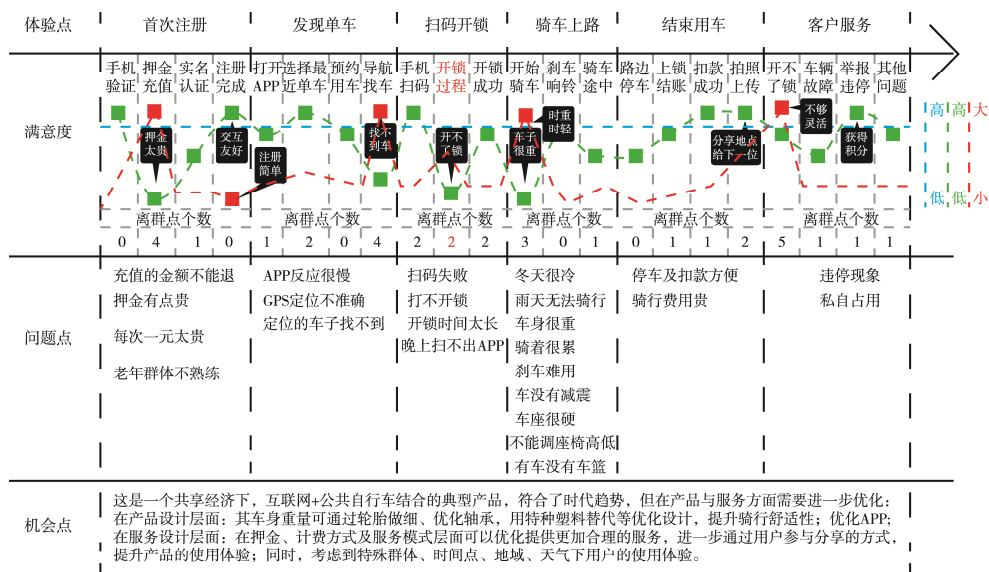 体验点 首次注册 发现单车 扫码开锁 骑车上路 结束用车 客户服务
手机 押金 实名 注册 打开 选择最 预约 导航 手机 开锁 开锁 开始 刹车 骑车 路边 上锁 扣款 拍照 开不 车辆 举报 其他
验证 充值 认证 完成 APP 近单车 用车 找车 扫码 过程 成功 骑车 响铃 途中 停车 结账 成功 上传 了锁 故障 违停 问题
满意度
押金
太贵
交互
友好
注册
简单
找不
到车
开不
了锁
车子
很重
时重
时轻
分享地点
给下一位
不够
灵活
获得
积分
高 高 大
低 低 小
离群点个数 离群点个数 离群点个数 离群点个数 离群点个数 离群点个数
0 4 1 0 1 2 0 4 2 2 2 3 0 1 0 1 1 2 5 1 1 1
问题点
充值的金额不能退
押金有点贵
每次一元太贵
老年群体不熟练
APP反应很慢
GPS定位不准确
定位的车子找不到
扫码失败
打不开锁
开锁时间太长
晚上扫不出APP
冬天很冷
雨天无法骑行
车身很重
骑着很累
刹车难用
车没有减震
车座很硬
不能调座椅高低
有车没有车篮
停车及扣款方便
骑行费用贵
违停现象
私自占用
机会点
这是一个共享经济下，互联网+公共自行车结合的典型产品，符合了时代趋势，但在产品与服务方面需要进一步优化：
在产品设计层面：其车身重量可通过轮胎做细、优化轴承，用特种塑料替代等优化设计，提升骑行舒适性；优化APP;
在服务设计层面：在押金、计费方式及服务模式层面可以优化提供更加合理的服务，进一步通过用户参与分享的方式，
提升产品的使用体验；同时，考虑到特殊群体、时间点、地域、天气下用户的使用体验。